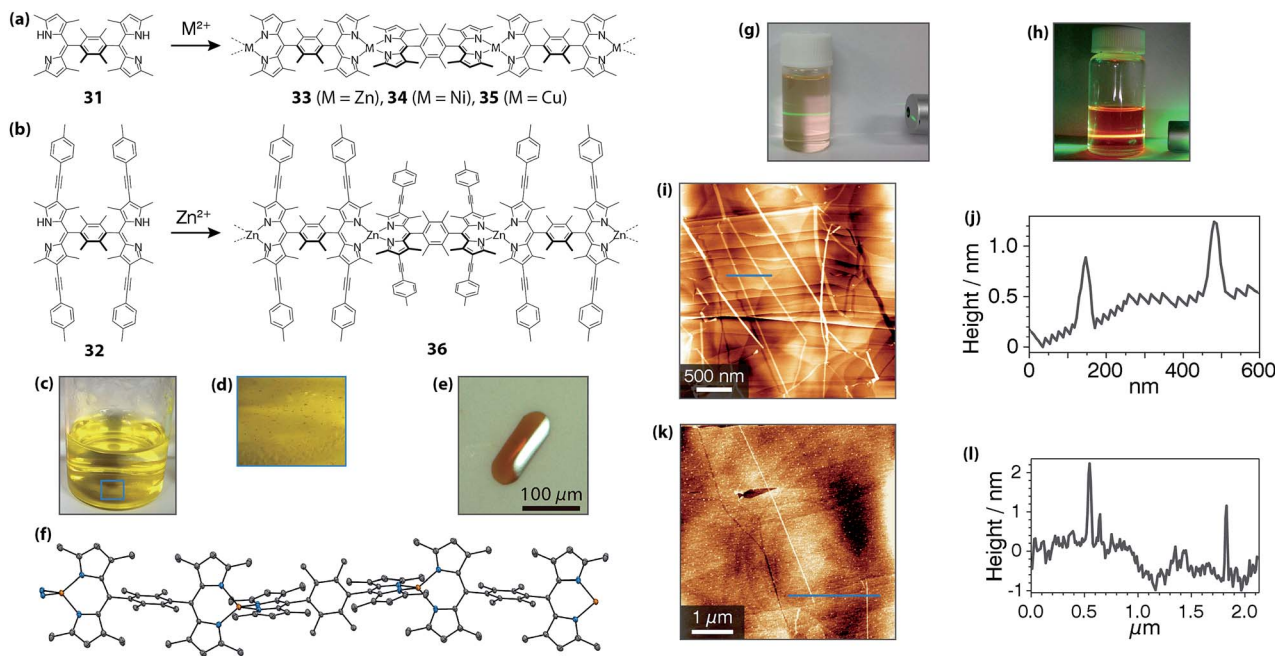 (a)
NH
HN
N
N
M²⁺
M
N
N
N
N
M
N
N
N
N
M
N
N
N
N
M
31
33 (M = Zn), 34 (M = Ni), 35 (M = Cu)
(b)
NH
HN
N
N
Zn²⁺
Zn
N
N
N
N
Zn
N
N
N
N
Zn
N
N
N
N
Zn
32
36
(c)
(d)
(e)
100 μm
(f)
(g)
(h)
(i)
500 nm
(j)
Height / nm
1.0
0.5
0
0 200 400 600
nm
(k)
1 μm
(l)
Height / nm
2
1
0
-1
0.0 0.5 1.0 1.5 2.0
μm